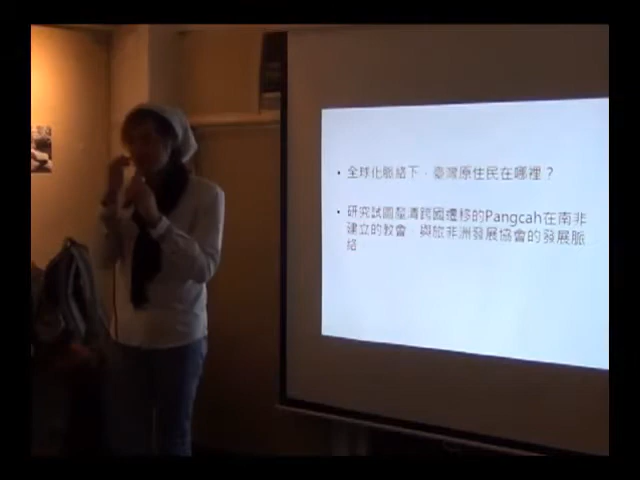 • 全球化脈絡下，臺灣原住民在哪裡？
• 研究試圖釐清跨國遷移的Pangcah在南非
建立的教會，與旅非洲發展協會的發展脈
絡